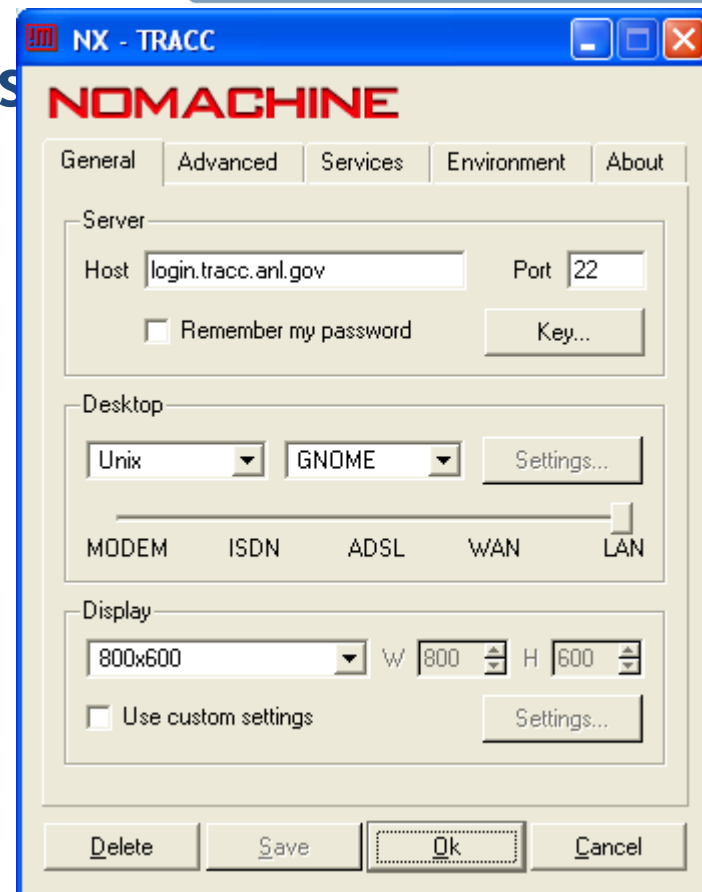 NX - TRACC
s
NOMACHINE
General Advanced Services Environment About
Server
Host login.tracc.anl.gov Port 22
Remember my password Key...
Desktop
Unix GNOME Settings...
MODEM ISDN ADSL WAN LAN
Display
800x600 W 800 H 600
Use custom settings Settings...
Delete Save Ok Cancel